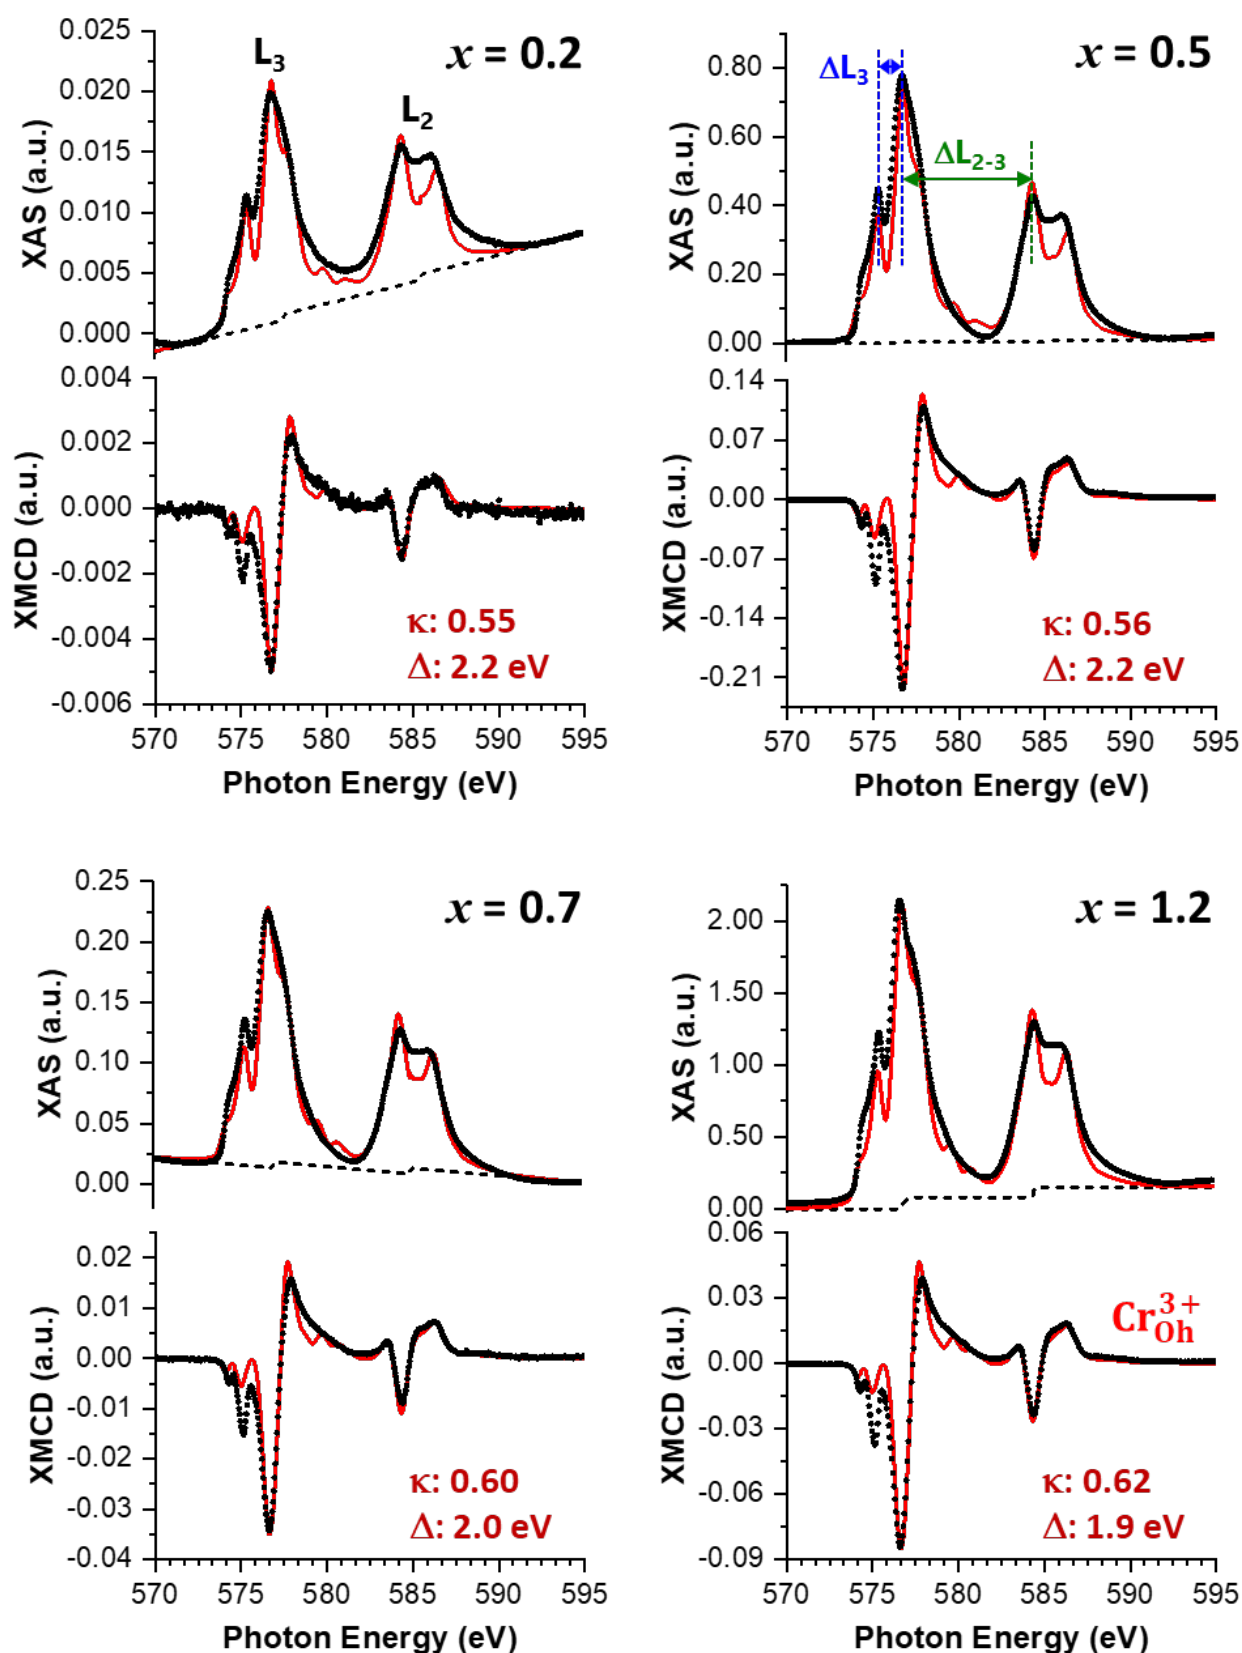 x = 0.2
L3
L2
0.025
0.020
0.015
0.010
0.005
0.000
XAS (a.u.)
0.004
0.002
0.000
-0.002
-0.004
-0.006
XMCD (a.u.)
κ: 0.55
Δ: 2.2 eV
570 575 580 585 590 595
Photon Energy (eV)
x = 0.5
ΔL3
ΔL2-3
0.80
0.60
0.40
0.20
0.00
XAS (a.u.)
0.14
0.07
0.00
-0.07
-0.14
-0.21
XMCD (a.u.)
κ: 0.56
Δ: 2.2 eV
570 575 580 585 590 595
Photon Energy (eV)
x = 0.7
0.25
0.20
0.15
0.10
0.05
0.00
XAS (a.u.)
0.02
0.01
0.00
-0.01
-0.02
-0.03
-0.04
XMCD (a.u.)
κ: 0.60
Δ: 2.0 eV
570 575 580 585 590 595
Photon Energy (eV)
x = 1.2
2.00
1.50
1.00
0.50
0.00
XAS (a.u.)
0.06
0.03
0.00
-0.03
-0.06
-0.09
XMCD (a.u.)
Cr3+Oh
κ: 0.62
Δ: 1.9 eV
570 575 580 585 590 595
Photon Energy (eV)